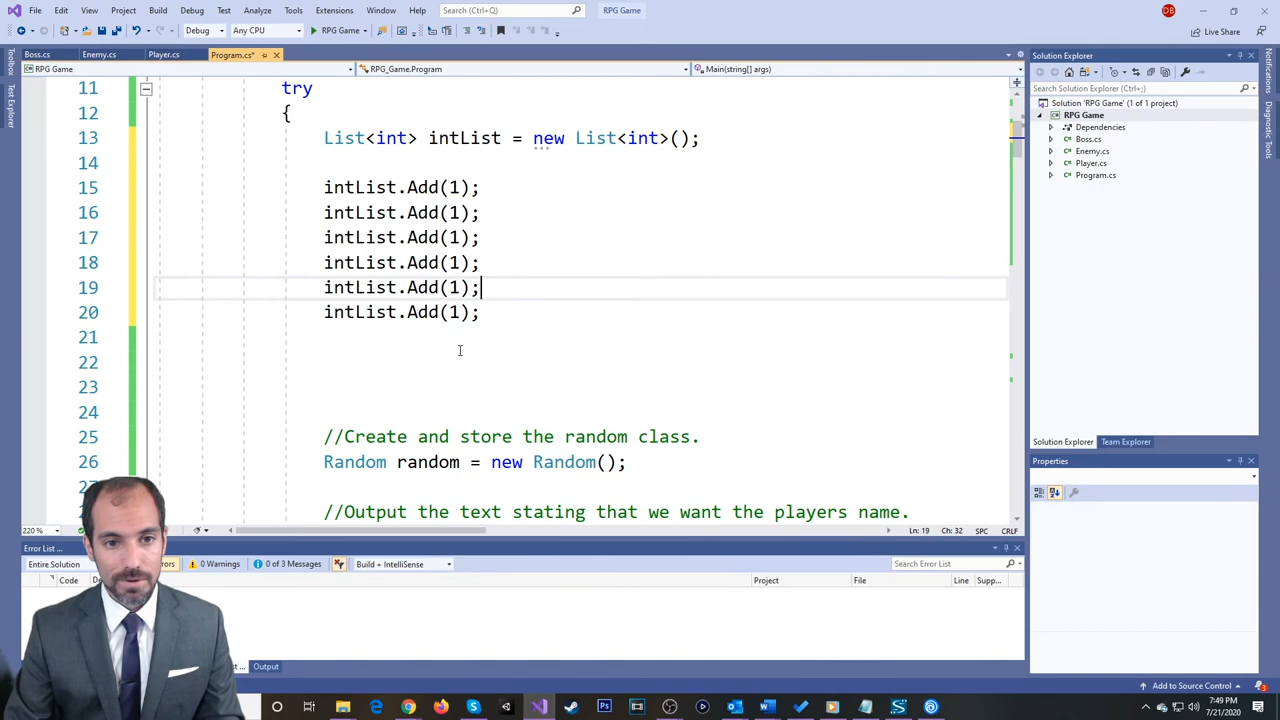 File Edit View Project Build Debug Test Analyze Tools Extensions Window Help Search (Ctrl+Q) RPG Game DB
Debug Any CPU RPG Game Live Share
Boss.cs Enemy.cs Player.cs Program.cs*
RPG Game RPG_Game.Program Main(string[] args)
Toolbox
Test Explorer
11 try
12 {
13 List<int> intList = new List<int>();
14
15 intList.Add(1);
16 intList.Add(1);
17 intList.Add(1);
18 intList.Add(1);
19 intList.Add(1);
20 intList.Add(1);
21
22
23
24
25 //Create and store the random class.
26 Random random = new Random();
//Output the text stating that we want the players name.
220 % Ln: 19 Ch: 32 SPC CRLF
Error List ...
Entire Solution 0 Warnings 0 of 3 Messages Build + IntelliSense Search Error List
Code Project File Line Supp...
Output
Solution Explorer
Search Solution Explorer (Ctrl+;)
Solution 'RPG Game' (1 of 1 project)
RPG Game
Dependencies
Boss.cs
Enemy.cs
Player.cs
Program.cs
Solution Explorer Team Explorer
Properties
Notifications
Diagnostic Tools
Add to Source Control 3
7:49 PM
7/21/2020